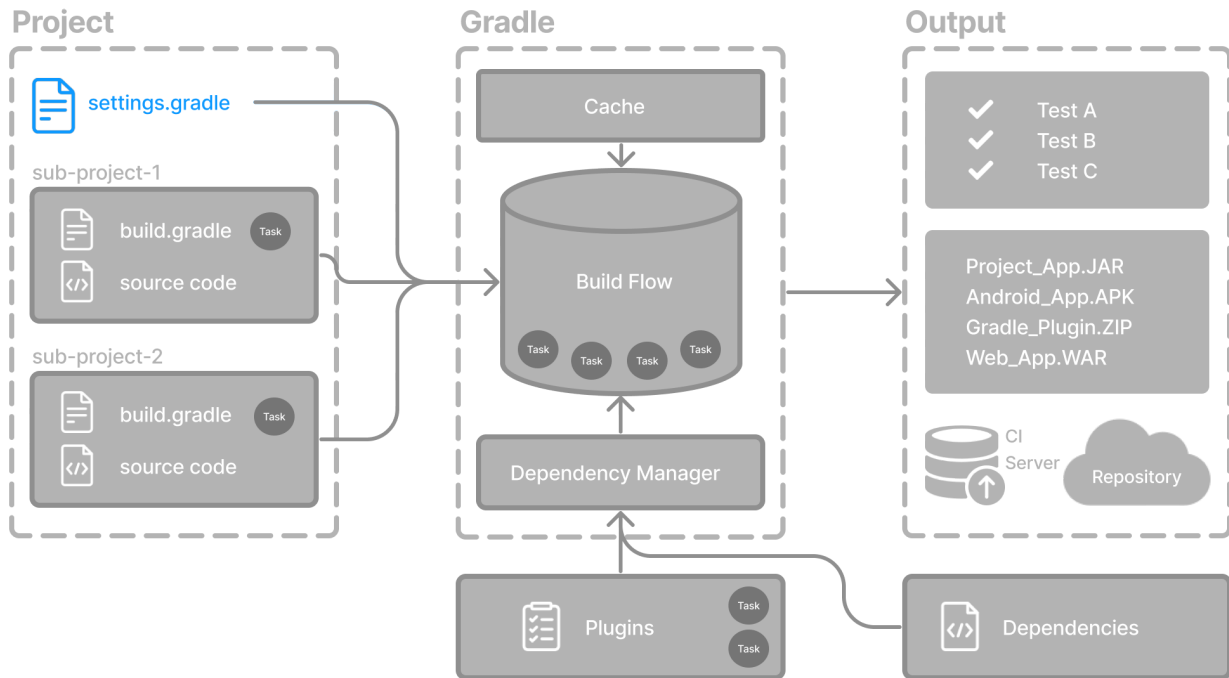 Project
settings.gradle
sub-project-1
build.gradle
Task
source code
sub-project-2
build.gradle
Task
source code
Gradle
Cache
Build Flow
Task
Task
Task
Task
Dependency Manager
Plugins
Task
Task
Output
Test A
Test B
Test C
Project_App.JAR
Android_App.APK
Gradle_Plugin.ZIP
Web_App.WAR
CI
Server
Repository
Dependencies